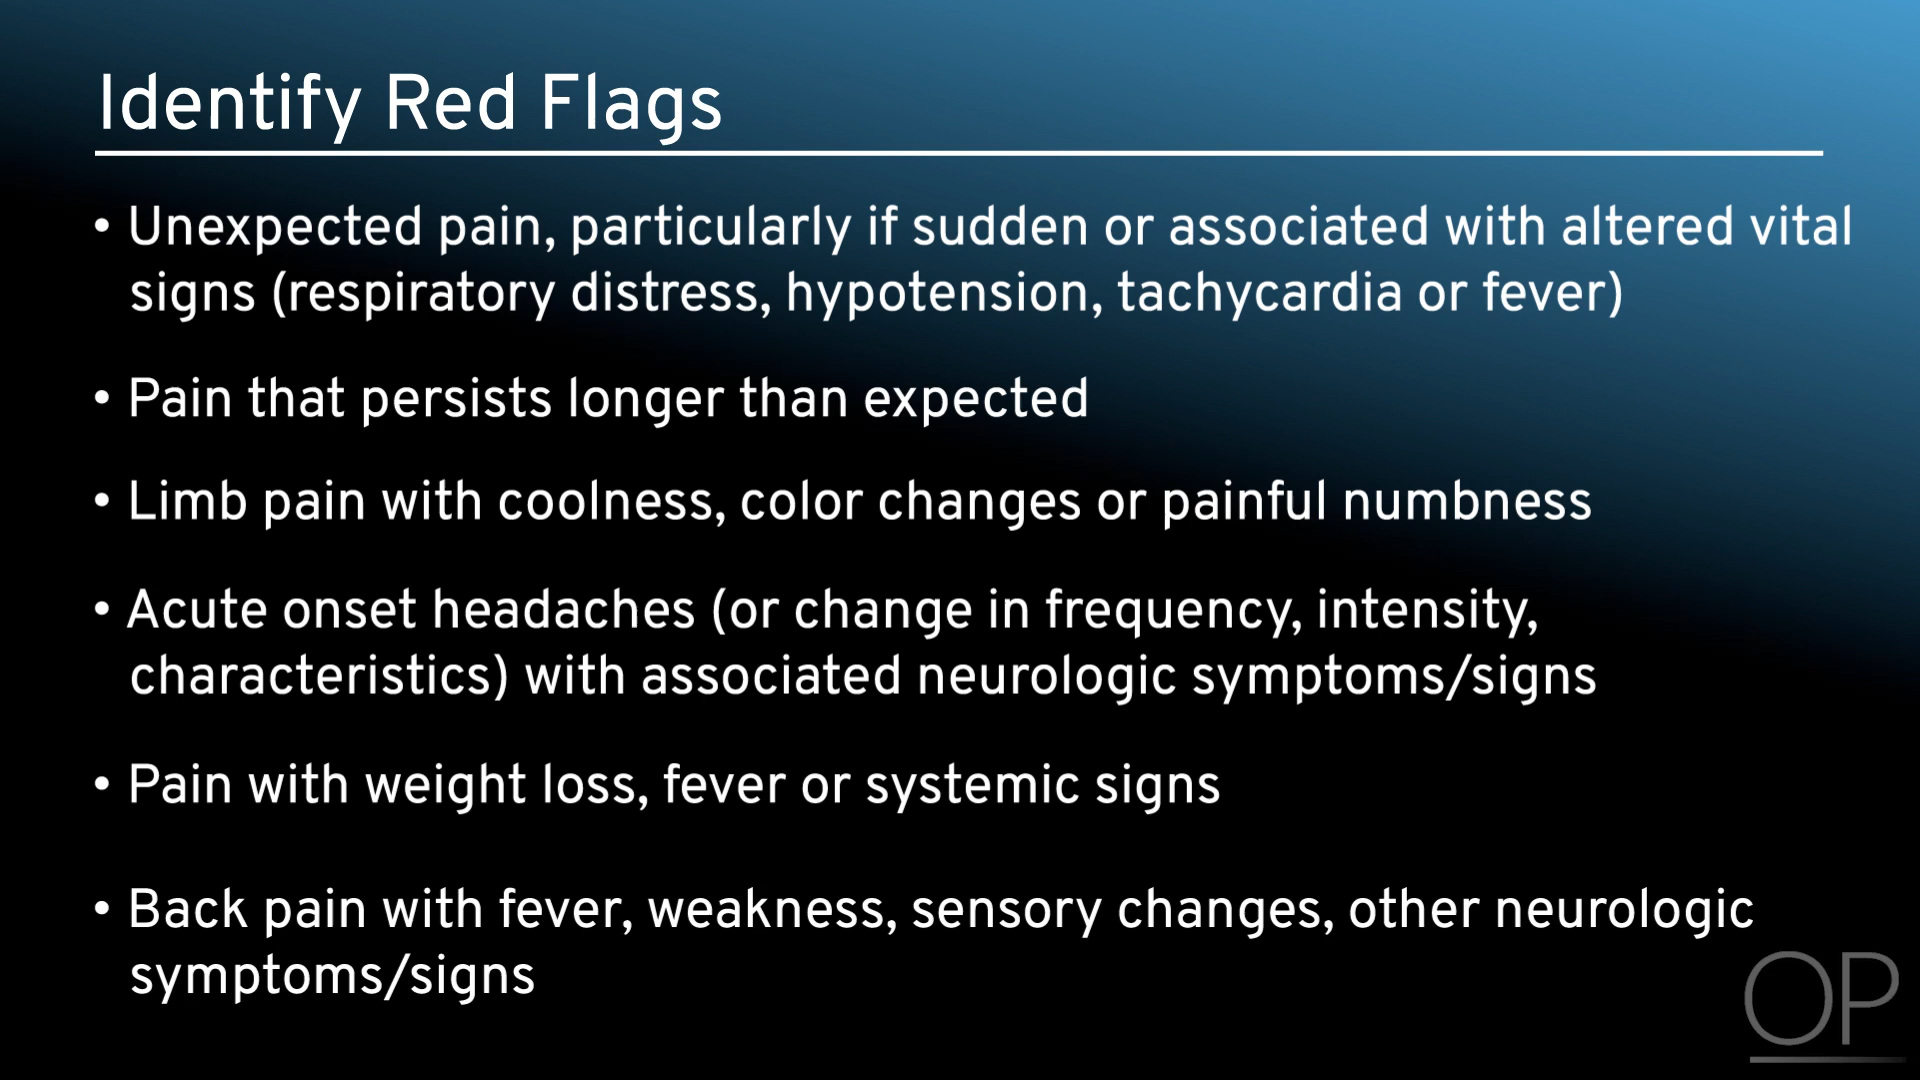 Identify Red Flags
• Unexpected pain, particularly if sudden or associated with altered vital
signs (respiratory distress, hypotension, tachycardia or fever)
• Pain that persists longer than expected
• Limb pain with coolness, color changes or painful numbness
• Acute onset headaches (or change in frequency, intensity,
characteristics) with associated neurologic symptoms/signs
• Pain with weight loss, fever or systemic signs
• Back pain with fever, weakness, sensory changes, other neurologic
symptoms/signs
OP